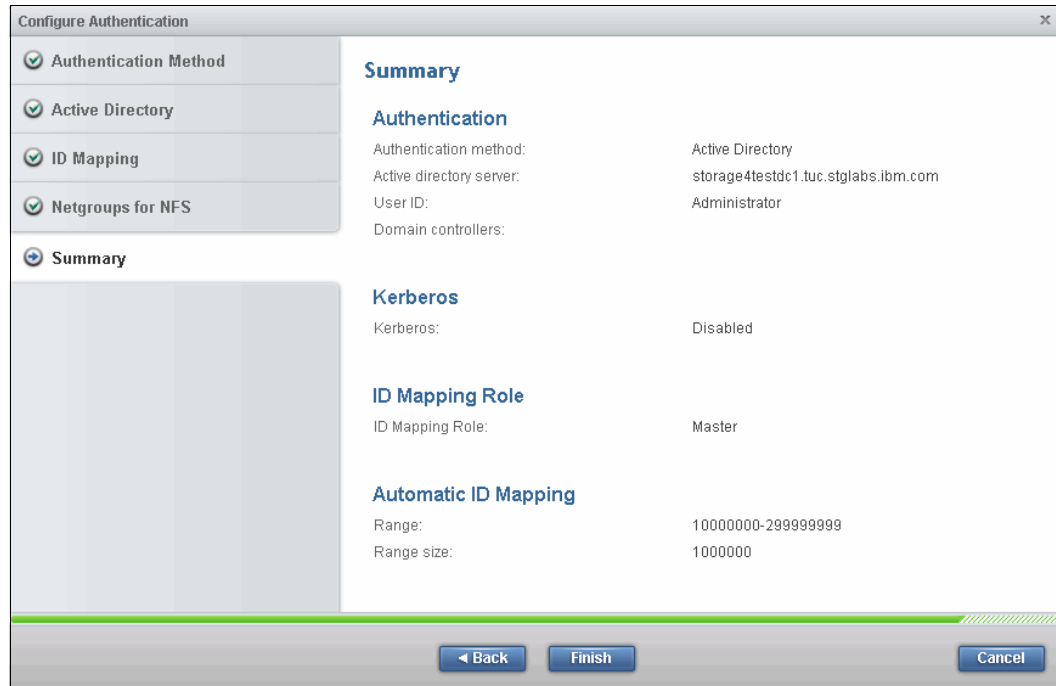 Configure Authentication
x
Authentication Method
Active Directory
ID Mapping
Netgroups for NFS
Summary
Summary
Authentication
Authentication method: Active Directory
Active directory server: storage4testdc1.tuc.stglabs.ibm.com
User ID: Administrator
Domain controllers:
Kerberos
Kerberos: Disabled
ID Mapping Role
ID Mapping Role: Master
Automatic ID Mapping
Range: 10000000-299999999
Range size: 1000000
◄ Back Finish Cancel